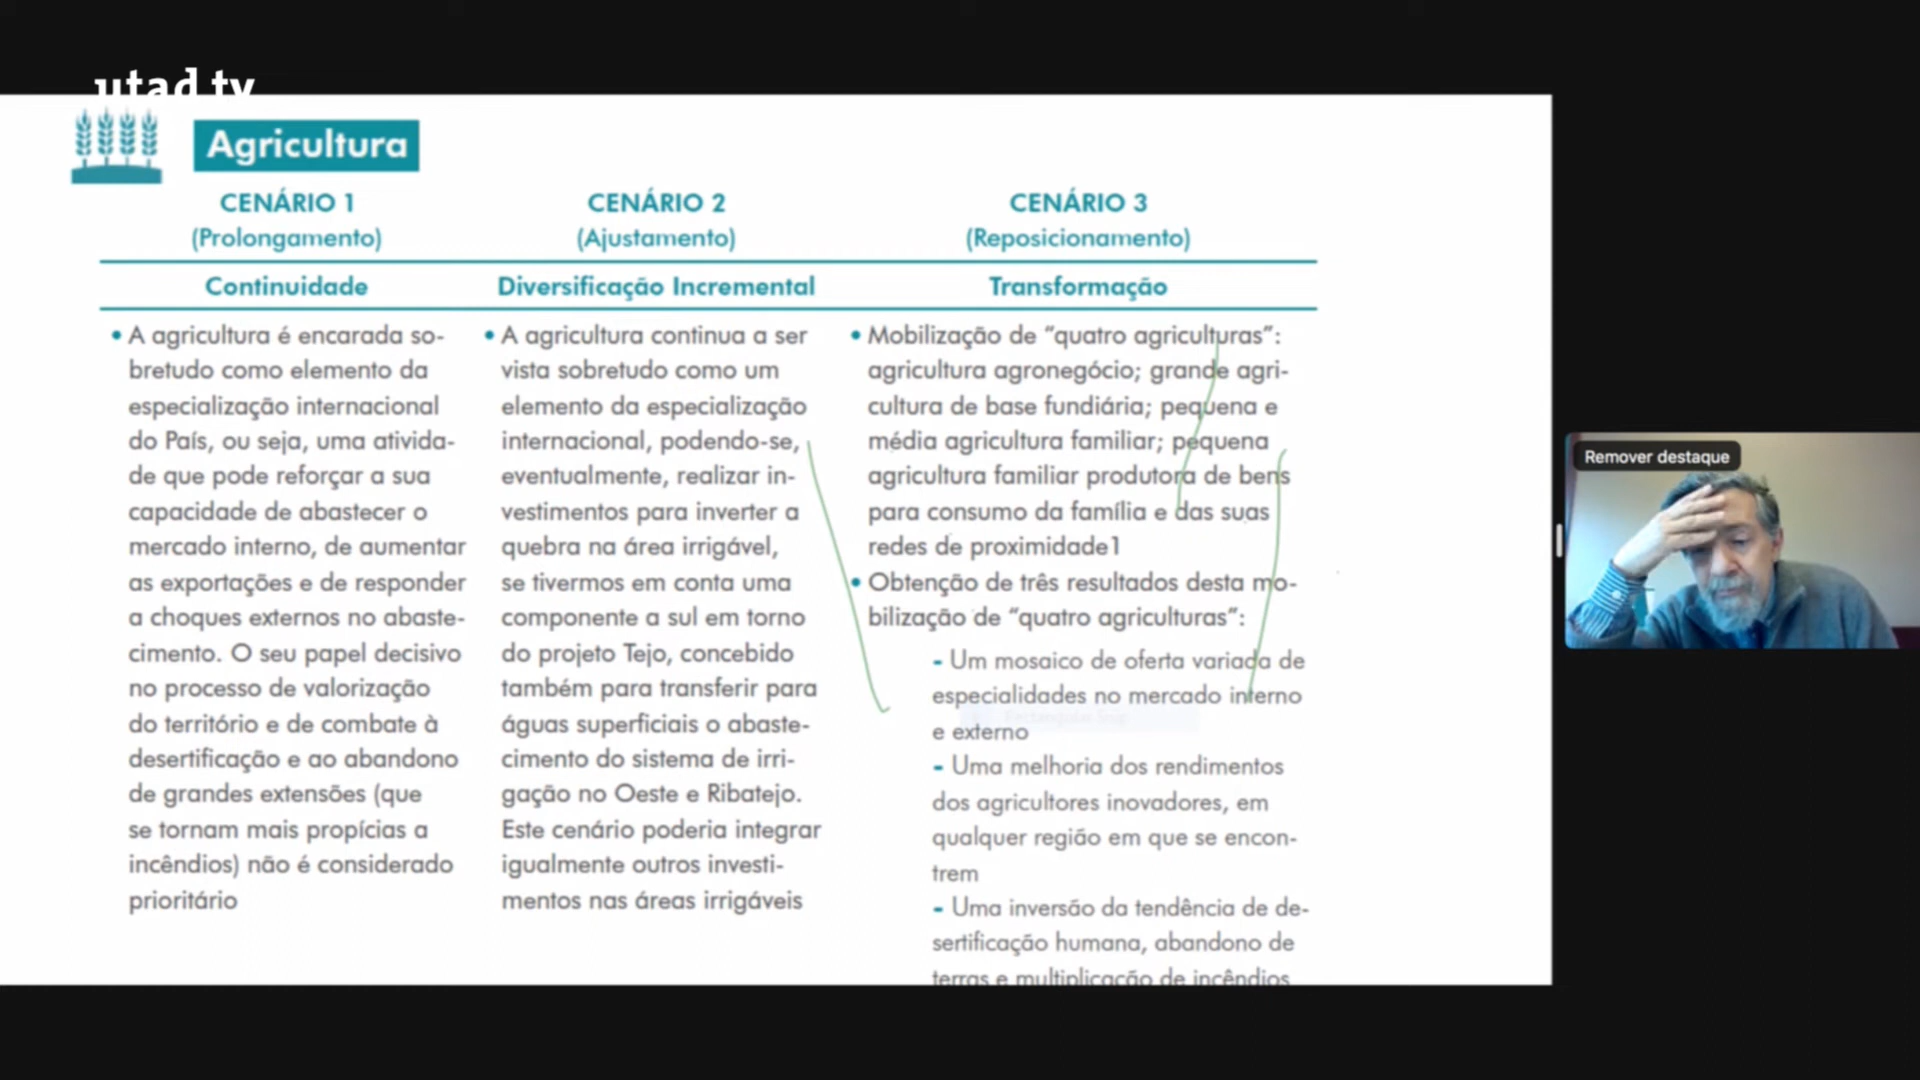 utad.tv
Agricultura
CENÁRIO 1
(Prolongamento)
Continuidade
• A agricultura é encarada so-
bretudo como elemento da
especialização internacional
do País, ou seja, uma ativida-
de que pode reforçar a sua
capacidade de abastecer o
mercado interno, de aumentar
as exportações e de responder
a choques externos no abaste-
cimento. O seu papel decisivo
no processo de valorização
do território e de combate à
desertificação e ao abandono
de grandes extensões (que
se tornam mais propícias a
incêndios) não é considerado
prioritário
CENÁRIO 2
(Ajustamento)
Diversificação Incremental
• A agricultura continua a ser
vista sobretudo como um
elemento da especialização
internacional, podendo-se,
eventualmente, realizar in-
vestimentos para inverter a
quebra na área irrigável,
se tivermos em conta uma
componente a sul em torno
do projeto Tejo, concebido
também para transferir para
águas superficiais o abaste-
cimento do sistema de irri-
gação no Oeste e Ribatejo.
Este cenário poderia integrar
igualmente outros investi-
mentos nas áreas irrigáveis
CENÁRIO 3
(Reposicionamento)
Transformação
• Mobilização de “quatro agriculturas”:
agricultura agronegócio; grande agri-
cultura de base fundiária; pequena e
média agricultura familiar; pequena
agricultura familiar produtora de bens
para consumo da família e das suas
redes de proximidade1
• Obtenção de três resultados desta mo-
bilização de “quatro agriculturas”:
- Um mosaico de oferta variada de
especialidades no mercado interno
e externo
- Uma melhoria dos rendimentos
dos agricultores inovadores, em
qualquer região em que se encon-
trem
- Uma inversão da tendência de de-
sertificação humana, abandono de
terras e multiplicação de incêndios
Remover destaque